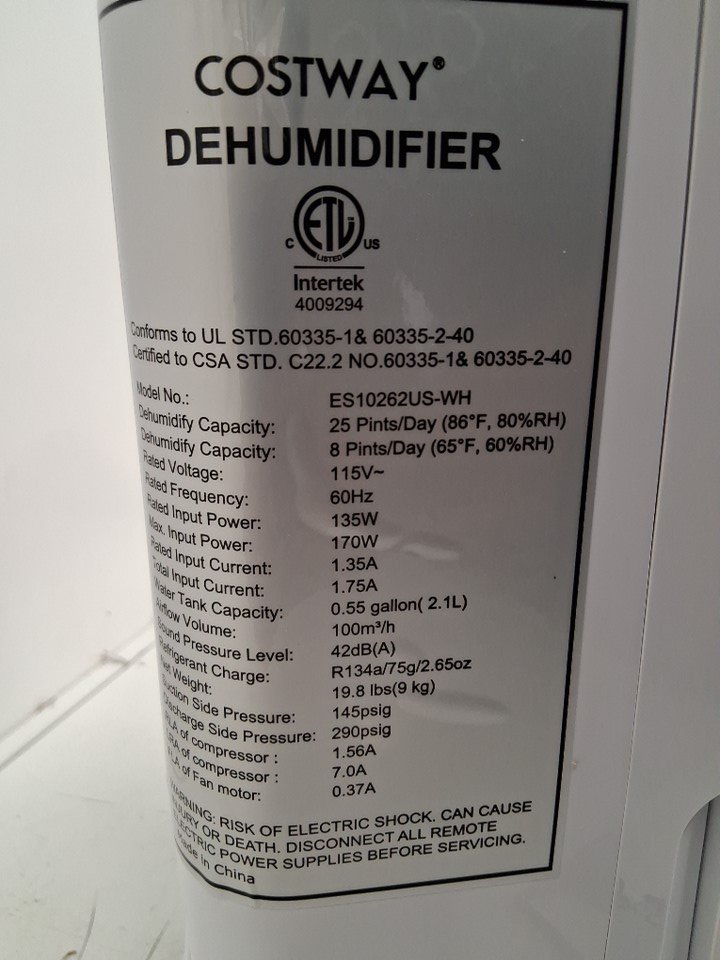 COSTWAY®
DEHUMIDIFIER
C ETL US
LISTED
Intertek
4009294
Conforms to UL STD.60335-1& 60335-2-40
Certified to CSA STD. C22.2 NO.60335-1& 60335-2-40
Model No.: ES10262US-WH
Dehumidify Capacity: 25 Pints/Day (86°F, 80%RH)
Dehumidify Capacity: 8 Pints/Day (65°F, 60%RH)
Rated Voltage: 115V~
Rated Frequency: 60Hz
Rated Input Power: 135W
Max. Input Power: 170W
Rated Input Current: 1.35A
Total Input Current: 1.75A
Water Tank Capacity: 0.55 gallon( 2.1L)
Airflow Volume: 100m³/h
Sound Pressure Level: 42dB(A)
Refrigerant Charge: R134a/75g/2.65oz
Net Weight: 19.8 lbs(9 kg)
Suction Side Pressure: 145psig
Discharge Side Pressure: 290psig
of compressor : 1.56A
of compressor : 7.0A
of Fan motor: 0.37A
WARNING: RISK OF ELECTRIC SHOCK. CAN CAUSE
INJURY OR DEATH. DISCONNECT ALL REMOTE
ELECTRIC POWER SUPPLIES BEFORE SERVICING.
Made in China